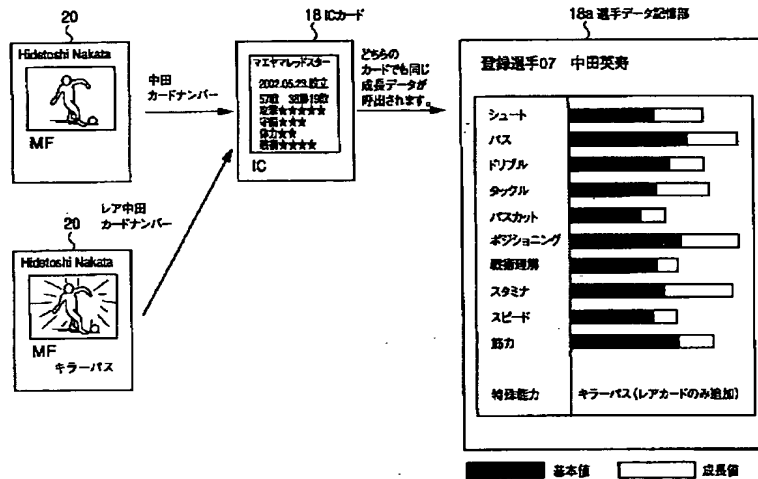 20
Hidetoshi Nakata
MF
中田
カードナンバー
レア中田
カードナンバー
20
Hidetoshi Nakata
MF
キラーパス
18 ICカード
マエヤマレッドスター
2002.05.23.設立
57戦 38勝19敗
攻撃★★★★★
守備★★★
体力★★
戦術★★★★
IC
どちらの
カードでも同じ
成長データが
呼出されます。
18a 選手データ記憶部
登録選手07 中田英寿
シュート
パス
ドリブル
タックル
パスカット
ポジショニング
戦術理解
スタミナ
スピード
筋力
特殊能力 キラーパス(レアカードのみ追加)
基本値 成長値